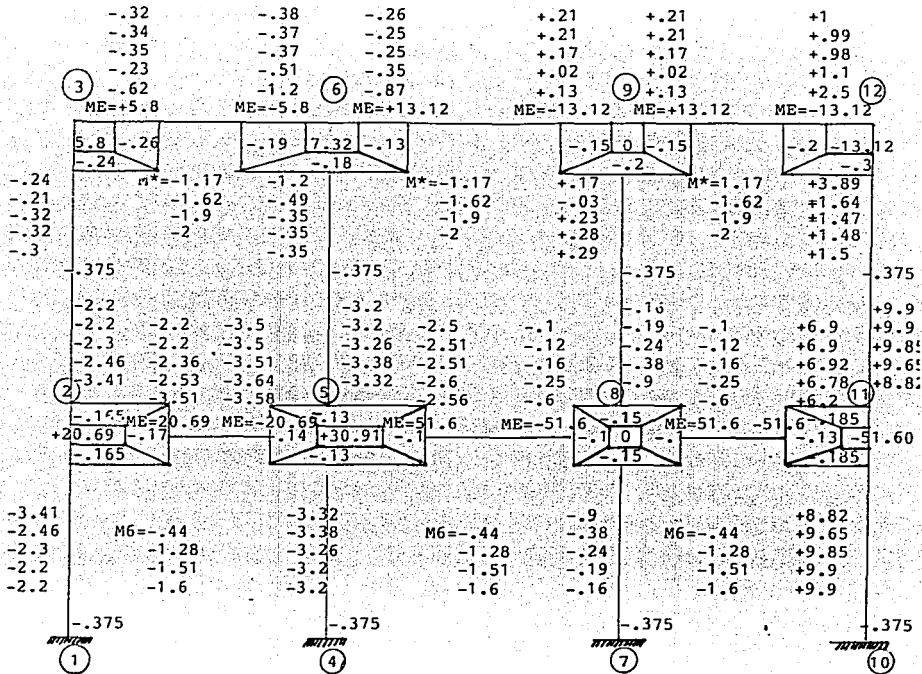 -.32 -.38 -.26 +.21 +.21 +1
-.34 -.37 -.25 +.21 +.21 +.99
-.35 -.37 -.25 +.17 +.17 +.98
-.23 -.51 -.35 +.02 +.02 +1.1
-.62 -1.2 -.87 +.13 +.13 +2.5
3 6 9 12
ME=+5.8 ME=-5.8 ME=+13.12 ME=-13.12 ME=+13.12 ME=-13.12
5.8 -.26 -.19 7.32 -.13 -.15 0 -.15 -.2 -13.12
-.24 -.18 -.2 -.3
-.24 M*=-1.17 -1.2 M*=-1.17 +.17 M*=1.17 +3.89
-.21 -1.62 -.49 -1.62 -.03 -1.62 +1.64
-.32 -1.9 -.35 -1.9 +.23 -1.9 +1.47
-.32 -2 -.35 -2 +.28 -2 +1.48
-.3 -.35 +.29 +1.5
-.375 -.375 -.375 -.375
-2.2 -3.2 -.16 +9.9
-2.2 -2.2 -3.5 -3.2 -2.5 -.1 -.19 -.1 +6.9 +9.9
-2.3 -2.2 -3.5 -3.26 -2.51 -.12 -.24 -.12 +6.9 +9.85
-2.46 -2.36 -3.51 -3.38 -2.51 -.16 -.38 -.16 +6.9 +9.65
-3.41 -2.53 -3.64 -3.32 -2.6 -.25 -.9 -.25 +6.92 +8.82
2 -3.51 -3.58 5 -2.56 -.6 8 -.6 +6.78 11
+6.2
-.165 ME=20.69 ME=-20.69 -.13 ME=51.6 ME=-51.6 .15 ME=51.6 -51.6 -.185
+20.69 -.17 .14 +30.91 -.1 -.1 0 -.1 -.13 -51.60
-.165 -.13 -.15 -.185
-3.41 M6=-.44 -3.32 M6=-.44 -.9 M6=-.44 +8.82
-2.46 -1.28 -3.38 -1.28 -.38 -1.28 +9.65
-2.3 -1.51 -3.26 -1.51 -.24 -1.51 +9.85
-2.2 -1.6 -3.2 -1.6 -.19 -1.6 +9.9
-2.2 -3.2 -.16 +9.9
-.375 -.375 -.375 -.375
1 4 7 10